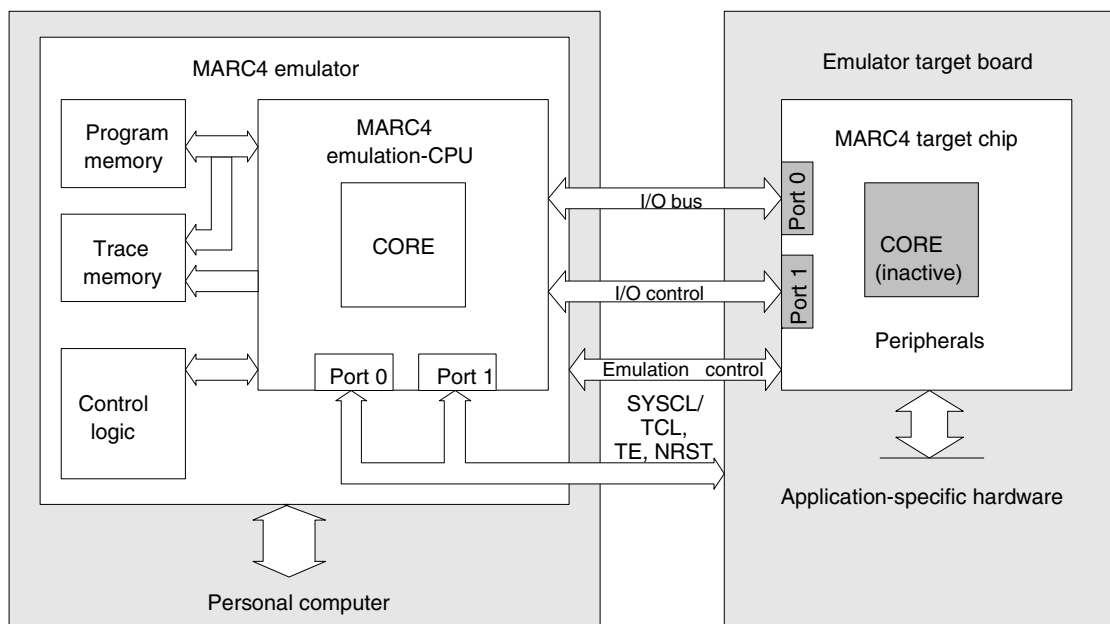 MARC4 emulator
Program
memory
Trace
memory
Control
logic
MARC4
emulation-CPU
CORE
Port 0
Port 1
Personal computer
I/O bus
I/O control
Emulation control
SYSCL/
TCL,
TE, NRST
Emulator target board
MARC4 target chip
Port 0
Port 1
CORE
(inactive)
Peripherals
Application-specific hardware